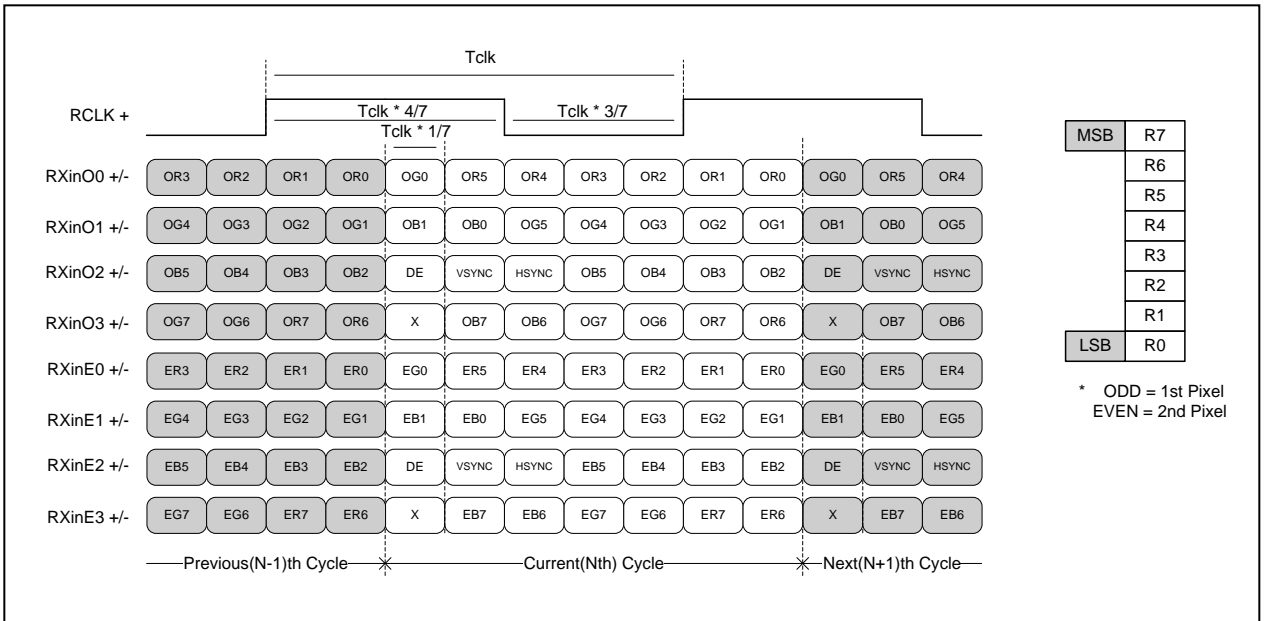 Tclk
RCLK +
Tclk * 4/7
Tclk * 3/7
Tclk * 1/7
RXinO0 +/- OR3 OR2 OR1 OR0 OG0 OR5 OR4 OR3 OR2 OR1 OR0 OG0 OR5 OR4
RXinO1 +/- OG4 OG3 OG2 OG1 OB1 OB0 OG5 OG4 OG3 OG2 OG1 OB1 OB0 OG5
RXinO2 +/- OB5 OB4 OB3 OB2 DE VSYNC HSYNC OB5 OB4 OB3 OB2 DE VSYNC HSYNC
RXinO3 +/- OG7 OG6 OR7 OR6 X OB7 OB6 OG7 OG6 OR7 OR6 X OB7 OB6
RXinE0 +/- ER3 ER2 ER1 ER0 EG0 ER5 ER4 ER3 ER2 ER1 ER0 EG0 ER5 ER4
RXinE1 +/- EG4 EG3 EG2 EG1 EB1 EB0 EG5 EG4 EG3 EG2 EG1 EB1 EB0 EG5
RXinE2 +/- EB5 EB4 EB3 EB2 DE VSYNC HSYNC EB5 EB4 EB3 EB2 DE VSYNC HSYNC
RXinE3 +/- EG7 EG6 ER7 ER6 X EB7 EB6 EG7 EG6 ER7 ER6 X EB7 EB6
Previous(N-1)th Cycle Current(Nth) Cycle Next(N+1)th Cycle
MSB R7
R6
R5
R4
R3
R2
R1
LSB R0
* ODD = 1st Pixel
EVEN = 2nd Pixel